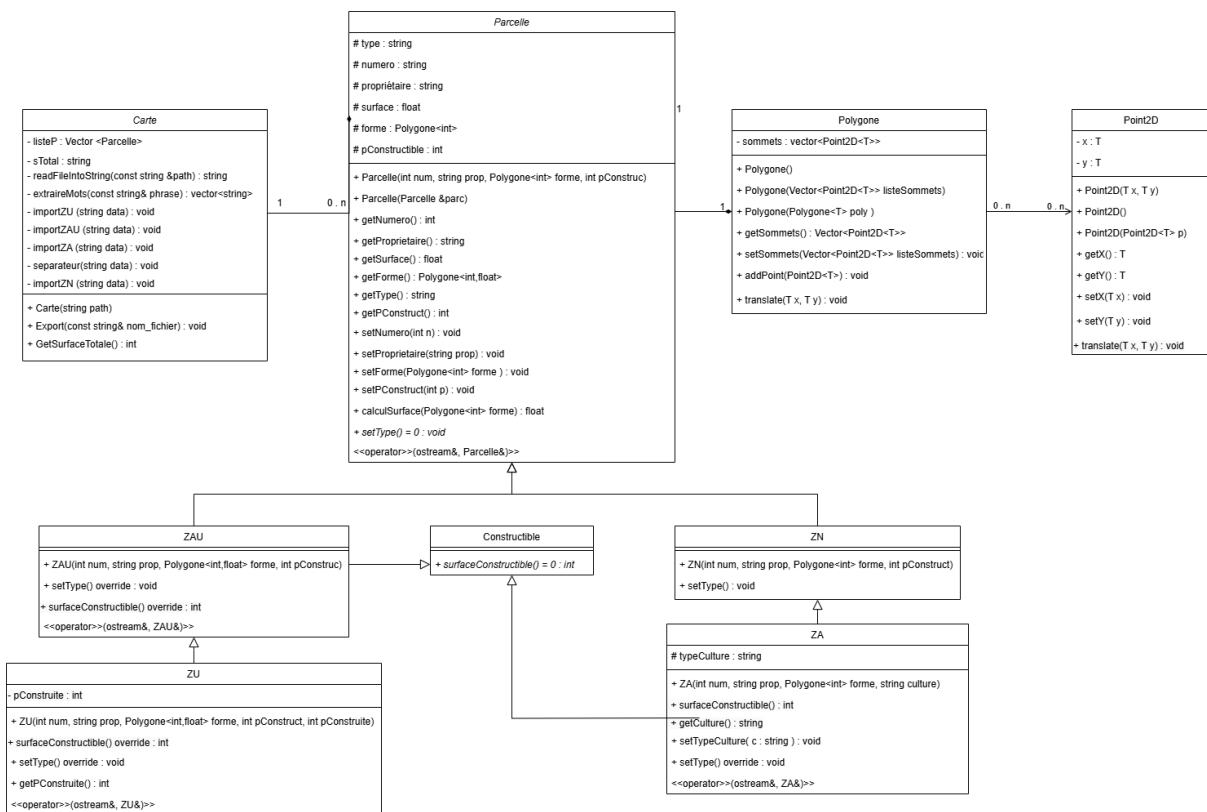 Parcelle
# type : string
# numero : string
# propriétaire : string
# surface : float
# forme : Polygone<int>
# pConstructible : int
+ Parcelle(int num, string prop, Polygone<int> forme, int pConstruc)
+ Parcelle(Parcelle &parc)
+ getNumero() : int
+ getProprietaire() : string
+ getSurface() : float
+ getForme() : Polygone<int,float>
+ getType() : string
+ getPConstruct() : int
+ setNumero(int n) : void
+ setProprietaire(string prop) : void
+ setForme(Polygone<int> forme ) : void
+ setPConstruct(int p) : void
+ calculSurface(Polygone<int> forme) : float
+ setType() = 0 : void
<<operator>>(ostream&, Parcelle&)>>
Carte
- listeP : Vector <Parcelle>
- sTotal : string
- readFileIntoString(const string &path) : string
- extraireMots(const string& phrase) : vector<string>
- importZU (string data) : void
- importZAU (string data) : void
- importZA (string data) : void
- separateur(string data) : void
- importZN (string data) : void
+ Carte(string path)
+ Export(const string& nom_fichier) : void
+ GetSurfaceTotale() : int
1
0 . n
1
1
Polygone
- sommets : vector<Point2D<T>>
+ Polygone()
+ Polygone(Vector<Point2D<T>> listeSommets)
+ Polygone(Polygone<T> poly )
+ getSommets() : Vector<Point2D<T>>
+ setSommets(Vector<Point2D<T>> listeSommets) : void
+ addPoint(Point2D<T>) : void
+ translate(T x, T y) : void
0 . n
0 . n
Point2D
- x : T
- y : T
+ Point2D(T x, T y)
+ Point2D()
+ Point2D(Point2D<T> p)
+ getX() : T
+ getY() : T
+ setX(T x) : void
+ setY(T y) : void
+ translate(T x, T y) : void
ZAU
+ ZAU(int num, string prop, Polygone<int,float> forme, int pConstruc)
+ setType() override : void
+ surfaceConstructible() override : int
<<operator>>(ostream&, ZAU&)>>
Constructible
+ surfaceConstructible() = 0 : int
ZN
+ ZN(int num, string prop, Polygone<int> forme, int pConstruct)
+ setType() : void
ZU
- pConstruite : int
+ ZU(int num, string prop, Polygone<int,float> forme, int pConstruct, int pConstruite)
+ surfaceConstructible() override : int
+ setType() override : void
+ getPConstruite() : int
<<operator>>(ostream&, ZU&)>>
ZA
# typeCulture : string
+ ZA(int num, string prop, Polygone<int> forme, string culture)
+ surfaceConstructible() : int
+ getCulture() : string
+ setTypeCulture( c : string ) : void
+ setType() override : void
<<operator>>(ostream&, ZA&)>>